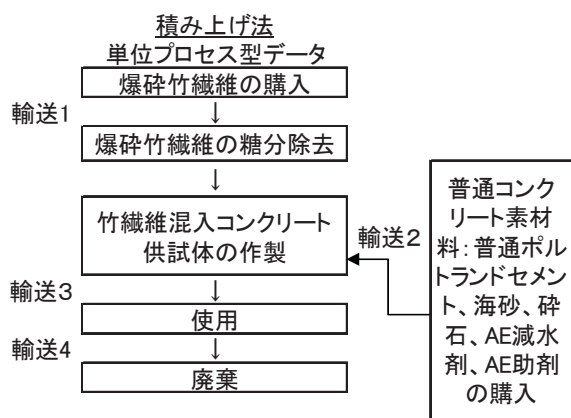 積み上げ法
単位プロセス型データ
爆砕竹繊維の購入
輸送1
↓
爆砕竹繊維の糖分除去
↓
竹繊維混入コンクリート
供試体の作製
輸送2
普通コンク
リート素材
料：普通ポル
トランドセメン
ト、海砂、砕
石、AE減水
剤、AE助剤
の購入
輸送3
↓
使用
輸送4
↓
廃棄